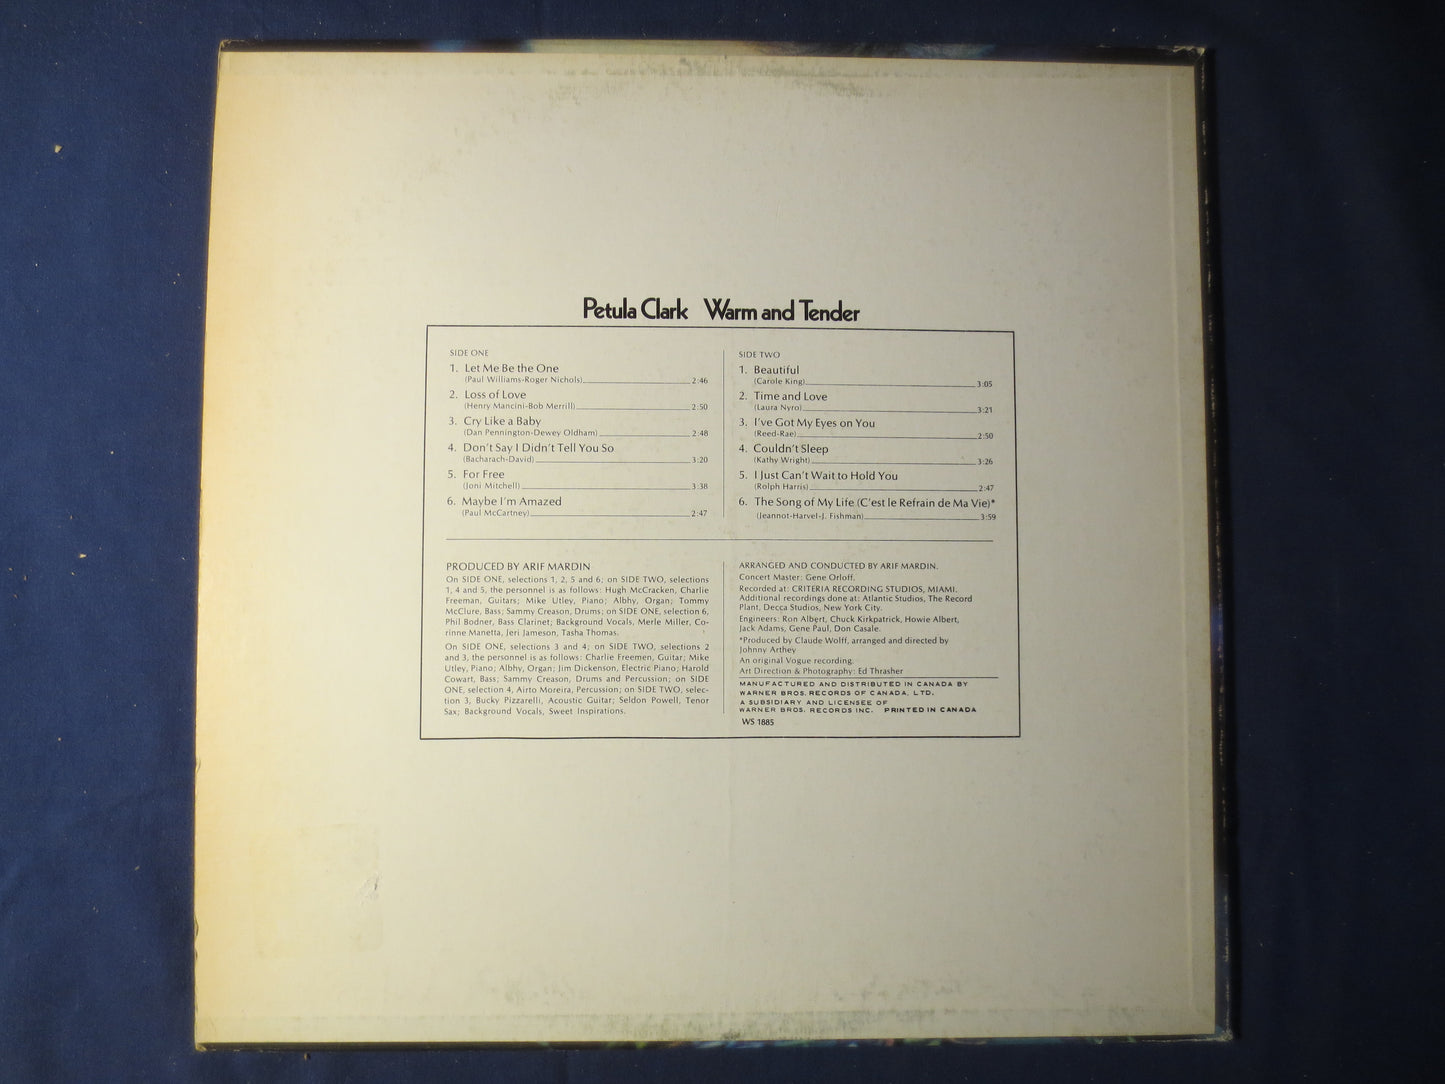 Petula Clark Warm and Tender
SIDE ONE
1. Let Me Be the One
(Paul Williams-Roger Nichols) 2:46
2. Loss of Love
(Henry Mancini-Bob Merrill) 2:50
3. Cry Like a Baby
(Dan Pennington-Dewey Oldham) 2:48
4. Don't Say I Didn't Tell You So
(Bacharach-David) 3:20
5. For Free
(Joni Mitchell) 3:38
6. Maybe I'm Amazed
(Paul McCartney) 2:47
SIDE TWO
1. Beautiful
(Carole King) 3:05
2. Time and Love
(Laura Nyro) 3:21
3. I've Got My Eyes on You
(Reed-Rae) 2:50
4. Couldn't Sleep
(Kathy Wright) 3:26
5. I Just Can't Wait to Hold You
(Rolph Harris) 2:47
6. The Song of My Life (C'est le Refrain de Ma Vie)*
(Jeannot-Harvel-J. Fishman) 3:59
PRODUCED BY ARIF MARDIN
On SIDE ONE, selections 1, 2, 5 and 6; on SIDE TWO, selections
1, 4 and 5, the personnel is as follows: Hugh McCracken, Charlie
Freeman, Guitars; Mike Utley, Piano; Albhy, Organ; Tommy
McClure, Bass; Sammy Creason, Drums; on SIDE ONE, selection 6,
Phil Bodner, Bass Clarinet; Background Vocals, Merle Miller, Co-
rinne Manetta, Jeri Jameson, Tasha Thomas.
On SIDE ONE, selections 3 and 4; on SIDE TWO, selections 2
and 3, the personnel is as follows: Charlie Freemen, Guitar; Mike
Utley, Piano; Albhy, Organ; Jim Dickenson, Electric Piano; Harold
Cowart, Bass; Sammy Creason, Drums and Percussion; on SIDE
ONE, selection 4, Airto Moreira, Percussion; on SIDE TWO, selec-
tion 3, Bucky Pizzarelli, Acoustic Guitar; Seldon Powell, Tenor
Sax; Background Vocals, Sweet Inspirations.
ARRANGED AND CONDUCTED BY ARIF MARDIN.
Concert Master: Gene Orloff.
Recorded at: CRITERIA RECORDING STUDIOS, MIAMI.
Additional recordings done at: Atlantic Studios, The Record
Plant, Decca Studios, New York City.
Engineers: Ron Albert, Chuck Kirkpatrick, Howie Albert,
Jack Adams, Gene Paul, Don Casale.
*Produced by Claude Wolff, arranged and directed by
Johnny Arthey
An original Vogue recording.
Art Direction & Photography: Ed Thrasher
MANUFACTURED AND DISTRIBUTED IN CANADA BY
WARNER BROS. RECORDS OF CANADA, LTD.
A SUBSIDIARY AND LICENSEE OF
WARNER BROS. RECORDS INC. PRINTED IN CANADA
WS 1885